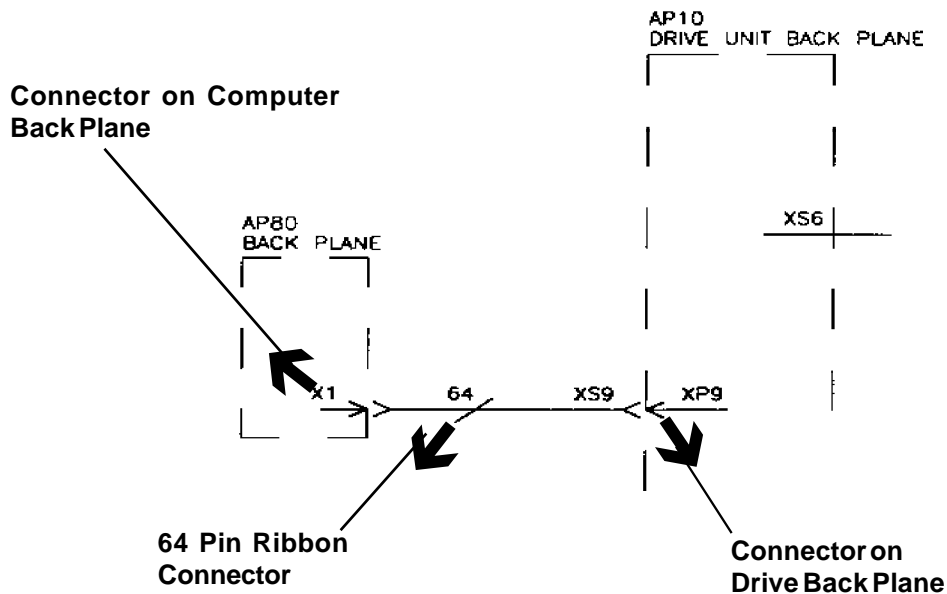 AP10
DRIVE UNIT BACK PLANE
Connector on Computer
Back Plane
XS6
AP80
BACK PLANE
X1
64
XS9
XP9
64 Pin Ribbon
Connector
Connector on
Drive Back Plane